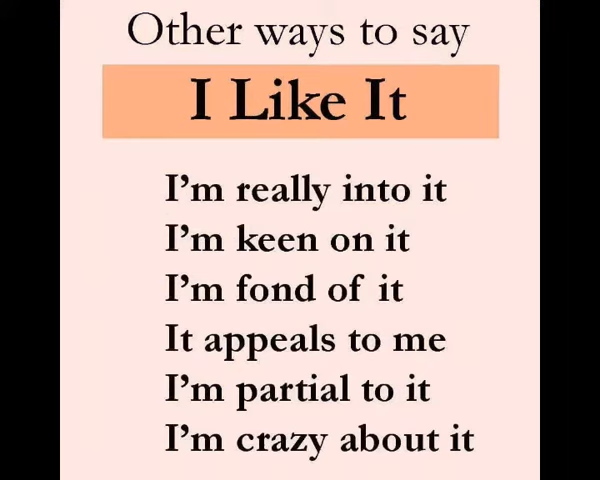 Other ways to say
I Like It
I'm really into it
I'm keen on it
I'm fond of it
It appeals to me
I'm partial to it
I'm crazy about it